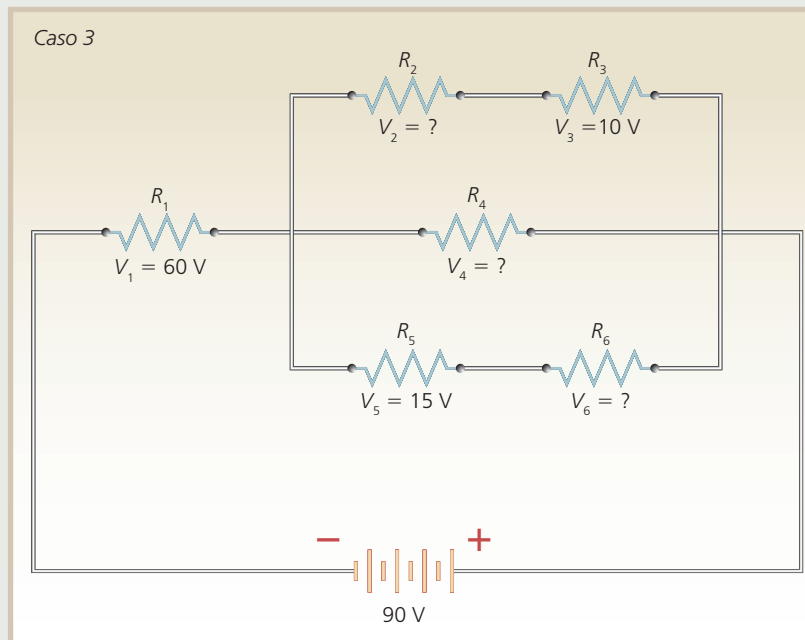 Caso 3
R₂ R₃
V₂ = ? V₃ =10 V
R₁ R₄
V₁ = 60 V V₄ = ?
R₅ R₆
V₅ = 15 V V₆ = ?
− +
90 V